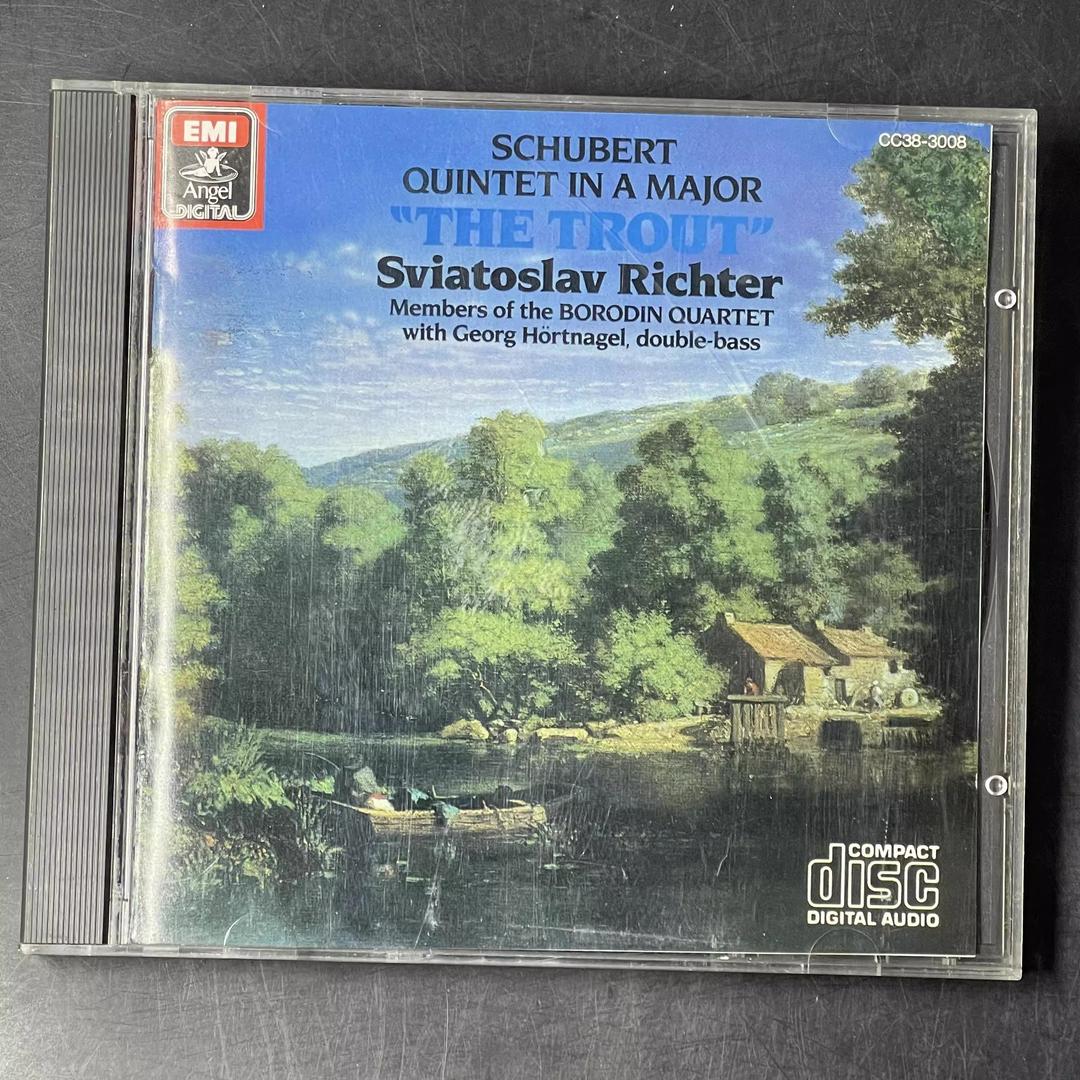 EMI
Angel
DIGITAL
CC38-3008
SCHUBERT
QUINTET IN A MAJOR
"THE TROUT"
Sviatoslav Richter
Members of the BORODIN QUARTET
with Georg Hörtnagel, double-bass
COMPACT
disc
DIGITAL AUDIO